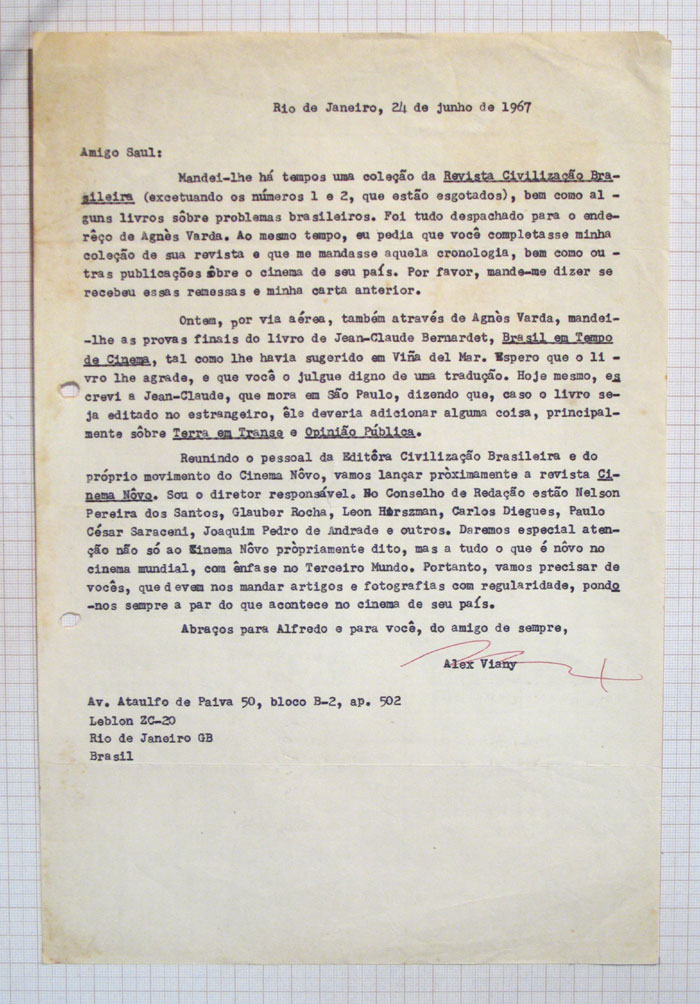 Rio de Janeiro, 24 de junho de 1967
Amigo Saul:
Mandei-lhe há tempos uma coleção da Revista Civilização Bra-
sileira (excetuando os números 1 e 2, que estão esgotados), bem como al -
guns livros sôbre problemas brasileiros. Foi tudo despachado para o ende-
rêço de Agnès Varda. Ao mesmo tempo, eu pedia que você completasse minha
coleção de sua revista e que me mandasse aquela cronologia, bem como ou -
tras publicações sôbre o cinema de seu país. Por favor, mande-me dizer se
recebeu essas remessas e minha carta anterior.
Ontem, por via aérea, também através de Agnès Varda, mandei-
-lhe as provas finais do livro de Jean-Claude Bernardet, Brasil em Tempo
de Cinema, tal como lhe havia sugerido em Viña del Mar. Espero que o li -
vro lhe agrade, e que você o julgue digno de uma tradução. Hoje mesmo, es
crevi a Jean-Claude, que mora em São Paulo, dizendo que, caso o livro se-
ja editado no estrangeiro, êle deveria adicionar alguma coisa, principal-
mente sôbre Terra em Transe e Opinião Pública.
Reunindo o pessoal da Editôra Civilização Brasileira e do
próprio movimento do Cinema Nôvo, vamos lançar pròximamente a revista Ci-
nema Nôvo. Sou o diretor responsável. No Conselho de Redação estão Nelson
Pereira dos Santos, Glauber Rocha, Leon Hirszman, Carlos Diegues, Paulo
César Saraceni, Joaquim Pedro de Andrade e outros. Daremos especial aten-
ção não só ao Cinema Nôvo pròpriamente dito, mas a tudo o que é nôvo no
cinema mundial, com ênfase no Terceiro Mundo. Portanto, vamos precisar de
vocês, que devem nos mandar artigos e fotografias com regularidade, pondo
-nos sempre a par do que acontece no cinema de seu país.
Abraços para Alfredo e para você, do amigo de sempre,
Alex Viany
Av. Ataulfo de Paiva 50, bloco B-2, ap. 502
Leblon ZC-20
Rio de Janeiro GB
Brasil